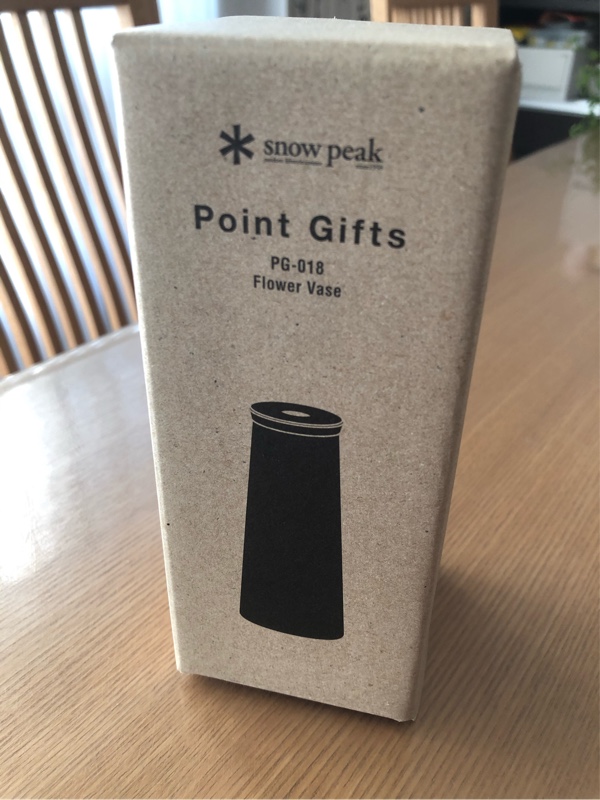 snow peak
Point Gifts
PG-018
Flower Vase